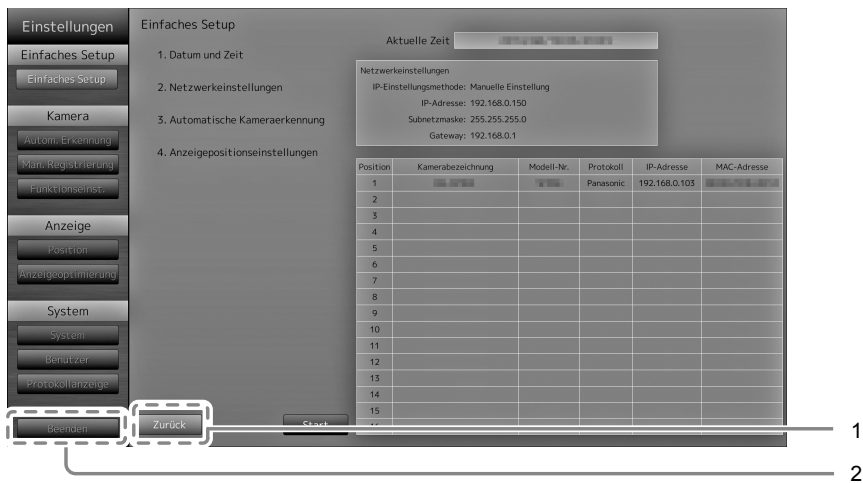 Einstellungen
Einfaches Setup
Einfaches Setup
Kamera
Autom. Erkennung
Man. Registrierung
Funktionseinst.
Anzeige
Position
Anzeigeoptimierung
System
System
Benutzer
Protokollanzeige
Beenden
Einfaches Setup
1. Datum und Zeit
2. Netzwerkeinstellungen
3. Automatische Kameraerkennung
4. Anzeigepositionseinstellungen
Zurück
Start
Aktuelle Zeit
Netzwerkeinstellungen
IP-Einstellungsmethode: Manuelle Einstellung
IP-Adresse: 192.168.0.150
Subnetzmaske: 255.255.255.0
Gateway: 192.168.0.1
Position Kamerabezeichnung Modell-Nr. Protokoll IP-Adresse MAC-Adresse
1 Panasonic 192.168.0.103
2
3
4
5
6
7
8
9
10
11
12
13
14
15
1
2